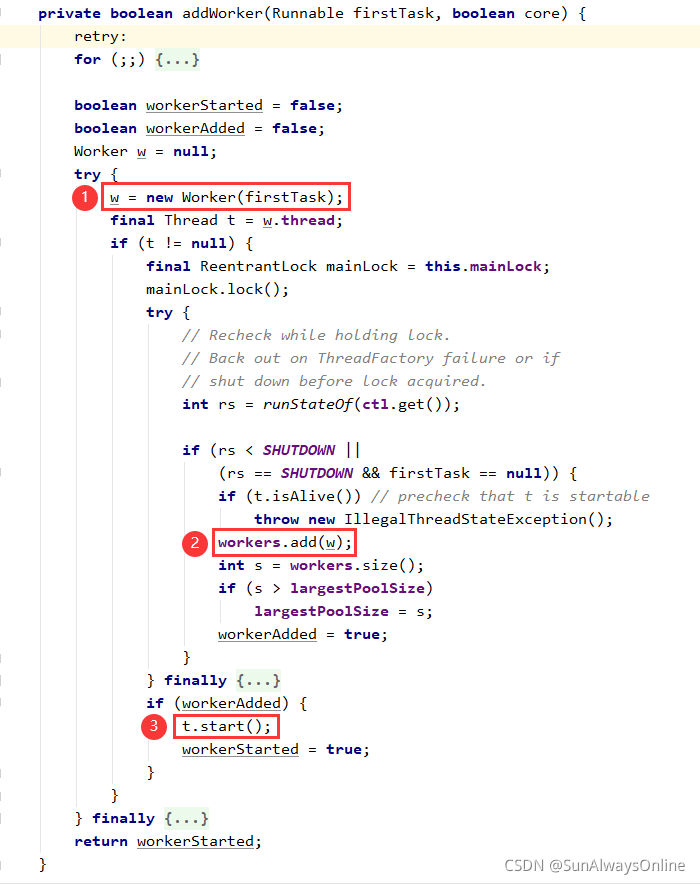 private boolean addWorker(Runnable firstTask, boolean core) {
    retry:
    for (;;) {...}

    boolean workerStarted = false;
    boolean workerAdded = false;
    Worker w = null;
    try {
1       w = new Worker(firstTask);
        final Thread t = w.thread;
        if (t != null) {
            final ReentrantLock mainLock = this.mainLock;
            mainLock.lock();
            try {
                // Recheck while holding lock.
                // Back out on ThreadFactory failure or if
                // shut down before lock acquired.
                int rs = runStateOf(ctl.get());

                if (rs < SHUTDOWN ||
                    (rs == SHUTDOWN && firstTask == null)) {
                    if (t.isAlive()) // precheck that t is startable
                        throw new IllegalThreadStateException();
2                   workers.add(w);
                    int s = workers.size();
                    if (s > largestPoolSize)
                        largestPoolSize = s;
                    workerAdded = true;
                }
            } finally {...}
            if (workerAdded) {
3               t.start();
                workerStarted = true;
            }
        }
    } finally {...}
    return workerStarted;
}
CSDN @SunAlwaysOnline